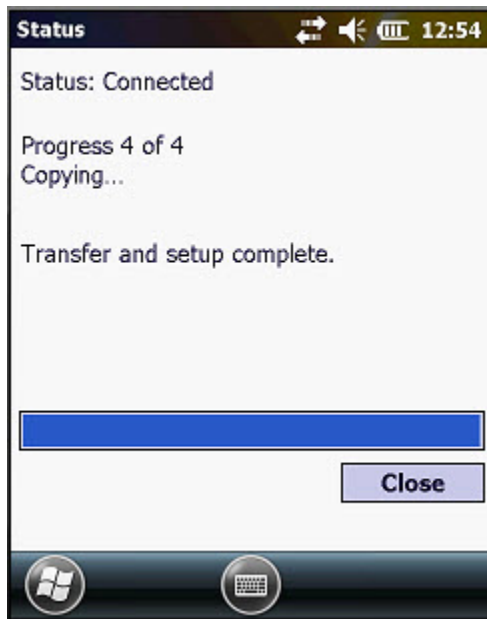 Status 12:54
Status: Connected
Progress 4 of 4
Copying...
Transfer and setup complete.
Close